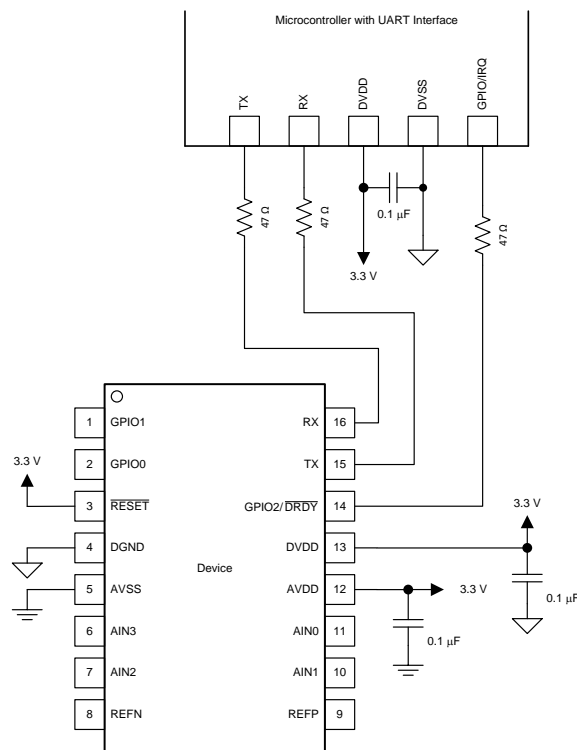 Microcontroller with UART Interface
TX
RX
DVDD
DVSS
GPIO/IRQ
47 Ω
47 Ω
0.1 μF
47 Ω
3.3 V
1 GPIO1 RX 16
2 GPIO0 TX 15
3.3 V
3 RESET GPIO2/DRDY 14
3.3 V
4 DGND DVDD 13
Device
5 AVSS AVDD 12
3.3 V
0.1 μF
6 AIN3 AIN0 11
0.1 μF
7 AIN2 AIN1 10
8 REFN REFP 9